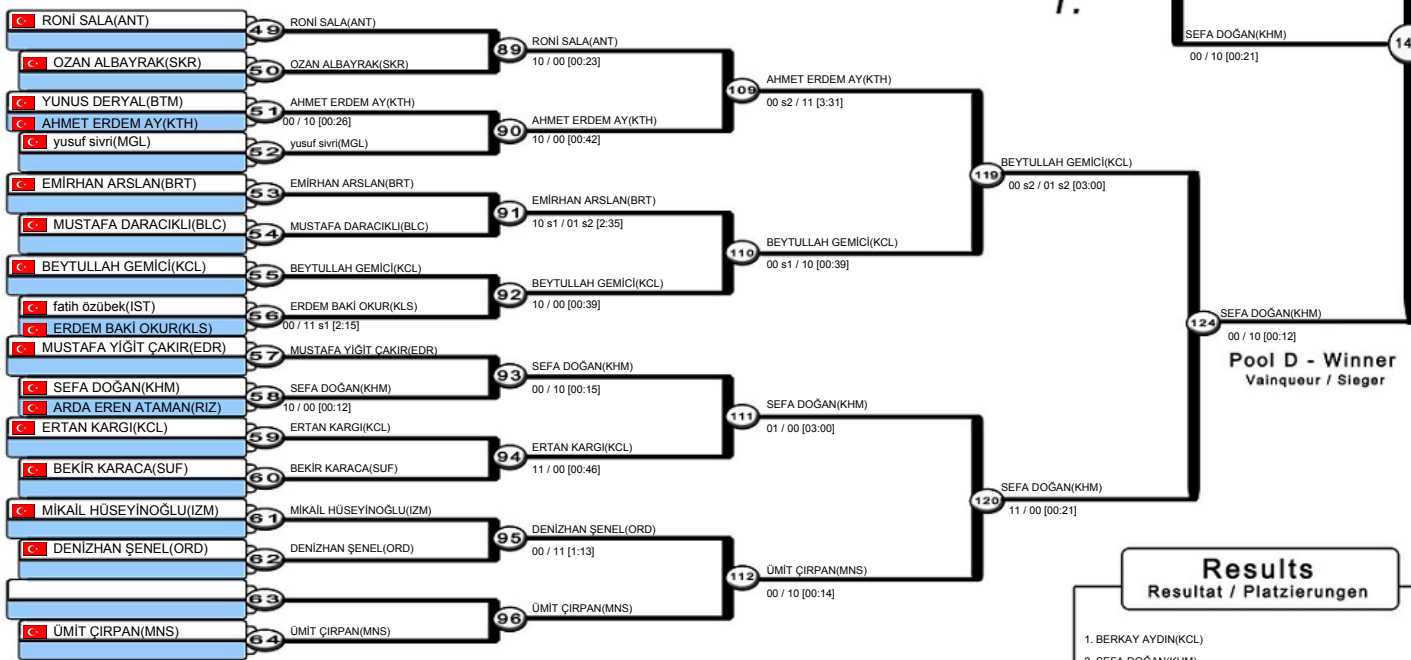 RONİ SALA(ANT)
OZAN ALBAYRAK(SKR)
YUNUS DERYAL(BTM)
AHMET ERDEM AY(KTH)
yusuf sivri(MGL)
EMİRHAN ARSLAN(BRT)
MUSTAFA DARACIKLI(BLC)
BEYTULLAH GEMİCİ(KCL)
fatih özübek(IST)
ERDEM BAKİ OKUR(KLS)
MUSTAFA YİĞİT ÇAKIR(EDR)
SEFA DOĞAN(KHM)
ARDA EREN ATAMAN(RIZ)
ERTAN KARGI(KCL)
BEKİR KARACA(SUF)
MİKAİL HÜSEYİNOĞLU(IZM)
DENİZHAN ŞENEL(ORD)
ÜMİT ÇIRPAN(MNS)
49
50
51
52
53
54
55
56
57
58
59
60
61
62
63
64
RONİ SALA(ANT)
OZAN ALBAYRAK(SKR)
AHMET ERDEM AY(KTH)
00 / 10 [00:26]
yusuf sivri(MGL)
EMİRHAN ARSLAN(BRT)
MUSTAFA DARACIKLI(BLC)
BEYTULLAH GEMİCİ(KCL)
ERDEM BAKİ OKUR(KLS)
00 / 11 s1 [2:15]
MUSTAFA YİĞİT ÇAKIR(EDR)
SEFA DOĞAN(KHM)
10 / 00 [00:12]
ERTAN KARGI(KCL)
BEKİR KARACA(SUF)
MİKAİL HÜSEYİNOĞLU(IZM)
DENİZHAN ŞENEL(ORD)
ÜMİT ÇIRPAN(MNS)
89
90
91
92
93
94
95
96
RONİ SALA(ANT)
10 / 00 [00:23]
AHMET ERDEM AY(KTH)
10 / 00 [00:42]
EMİRHAN ARSLAN(BRT)
10 s1 / 01 s2 [2:35]
BEYTULLAH GEMİCİ(KCL)
10 / 00 [00:39]
SEFA DOĞAN(KHM)
00 / 10 [00:15]
ERTAN KARGI(KCL)
11 / 00 [00:46]
DENİZHAN ŞENEL(ORD)
00 / 11 [1:13]
ÜMİT ÇIRPAN(MNS)
109
110
111
112
AHMET ERDEM AY(KTH)
00 s2 / 11 [3:31]
BEYTULLAH GEMİCİ(KCL)
00 s1 / 10 [00:39]
SEFA DOĞAN(KHM)
01 / 00 [03:00]
ÜMİT ÇIRPAN(MNS)
00 / 10 [00:14]
119
120
BEYTULLAH GEMİCİ(KCL)
00 s2 / 01 s2 [03:00]
SEFA DOĞAN(KHM)
11 / 00 [00:21]
124
SEFA DOĞAN(KHM)
00 / 10 [00:12]
Pool D - Winner
Vainqueur / Sieger
SEFA DOĞAN(KHM)
00 / 10 [00:21]
Results
Resultat / Platzierungen
1. BERKAY AYDIN(KCL)
2. SEFA DOĞAN(KHM)